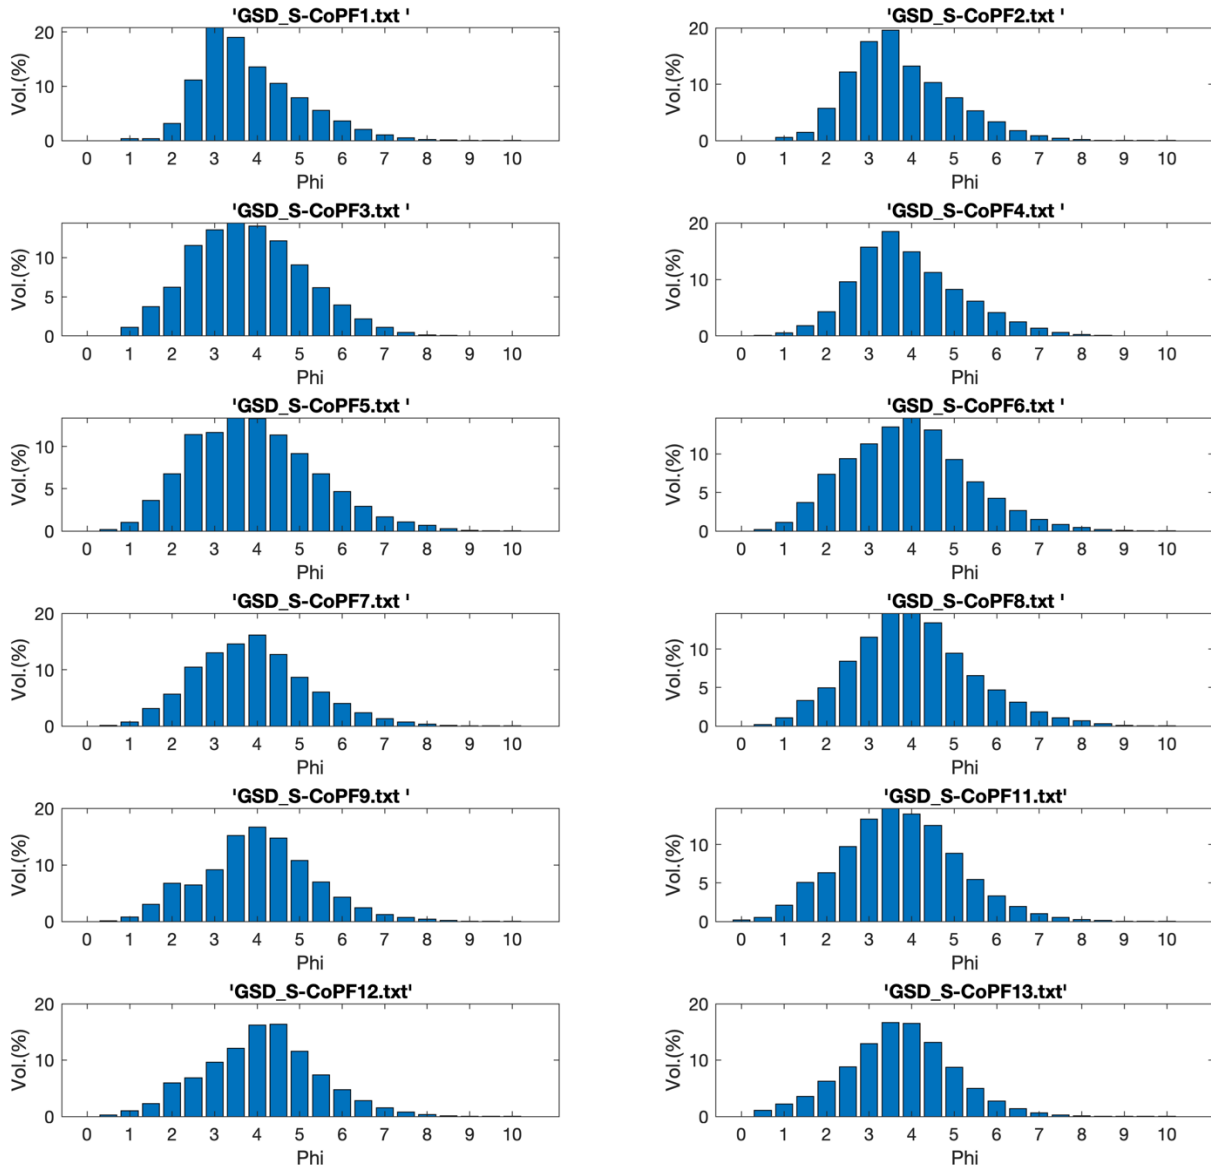 'GSD_S-CoPF1.txt '
Vol.(%)
20
10
0
0 1 2 3 4 5 6 7 8 9 10
Phi
'GSD_S-CoPF2.txt '
Vol.(%)
20
10
0
0 1 2 3 4 5 6 7 8 9 10
Phi
'GSD_S-CoPF3.txt '
Vol.(%)
10
5
0
0 1 2 3 4 5 6 7 8 9 10
Phi
'GSD_S-CoPF4.txt '
Vol.(%)
20
10
0
0 1 2 3 4 5 6 7 8 9 10
Phi
'GSD_S-CoPF5.txt '
Vol.(%)
10
5
0
0 1 2 3 4 5 6 7 8 9 10
Phi
'GSD_S-CoPF6.txt '
Vol.(%)
10
5
0
0 1 2 3 4 5 6 7 8 9 10
Phi
'GSD_S-CoPF7.txt '
Vol.(%)
20
10
0
0 1 2 3 4 5 6 7 8 9 10
Phi
'GSD_S-CoPF8.txt '
Vol.(%)
10
5
0
0 1 2 3 4 5 6 7 8 9 10
Phi
'GSD_S-CoPF9.txt '
Vol.(%)
20
10
0
0 1 2 3 4 5 6 7 8 9 10
Phi
'GSD_S-CoPF11.txt'
Vol.(%)
10
5
0
0 1 2 3 4 5 6 7 8 9 10
Phi
'GSD_S-CoPF12.txt'
Vol.(%)
20
10
0
0 1 2 3 4 5 6 7 8 9 10
Phi
'GSD_S-CoPF13.txt'
Vol.(%)
20
10
0
0 1 2 3 4 5 6 7 8 9 10
Phi